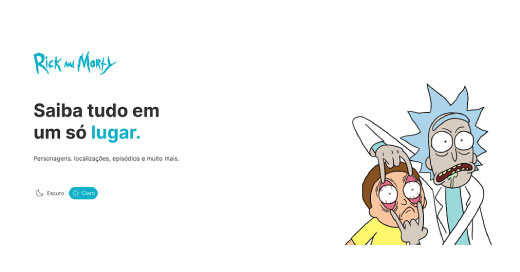 Rick and Morty
Saiba tudo em
um só lugar.
Personagens, localizações, episódios e muito mais.
Escuro
Claro